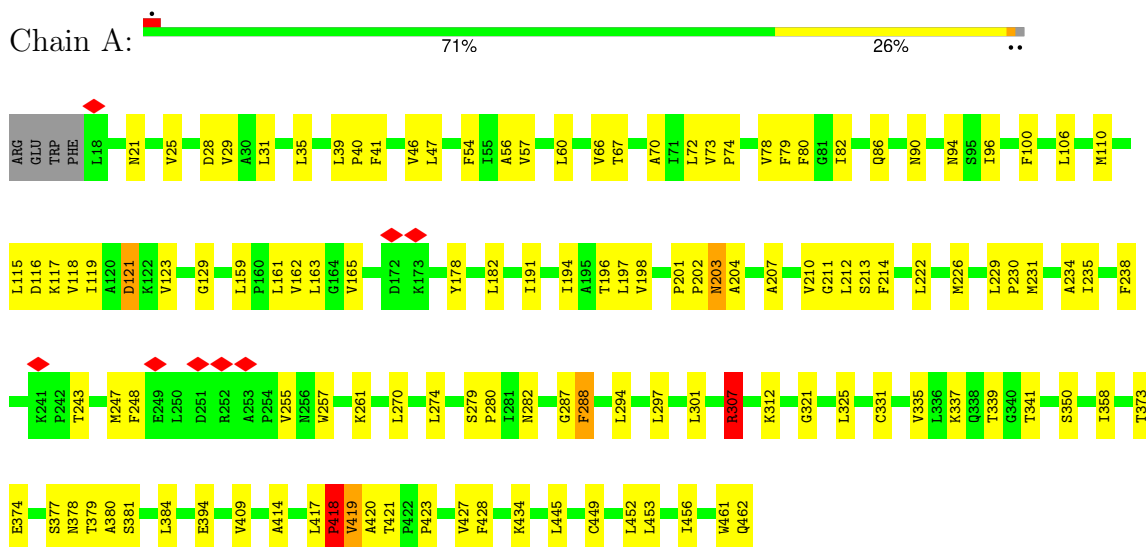 Chain A:
71% 26%
ARG GLU TRP PHE L18 N21 V25 D28 V29 A30 L31 L35 L39 P40 F41 V46 L47 F54 I55 A56 V57 L60 V66 T67 A70 I71 L72 V73 P74 V78 F79 F80 G81 I82 Q86 N90 N94 S95 I96 F100 L106 M110
L115 D116 K117 V118 I119 A120 D121 K122 V123 G129 L159 P160 L161 V162 L163 G164 V165 D172 K173 Y178 L182 I191 I194 A195 T196 L197 V198 P201 P202 N203 A204 A207 V210 G211 L212 S213 F214 L222 M226 L229 P230 M231 A234 I235 F238
K241 P242 T243 M247 F248 E249 L250 D251 R252 A253 P254 V255 N256 W257 K261 L270 L274 S279 P280 I281 N282 G287 F288 L294 L297 L301 R307 K312 G321 L325 C331 V335 L336 K337 Q338 T339 G340 T341 S350 I358 T373
E374 S377 N378 T379 A380 S381 L384 E394 V409 A414 L417 P418 V419 A420 T421 P422 P423 V427 F428 K434 L445 C449 L452 L453 I456 W461 Q462